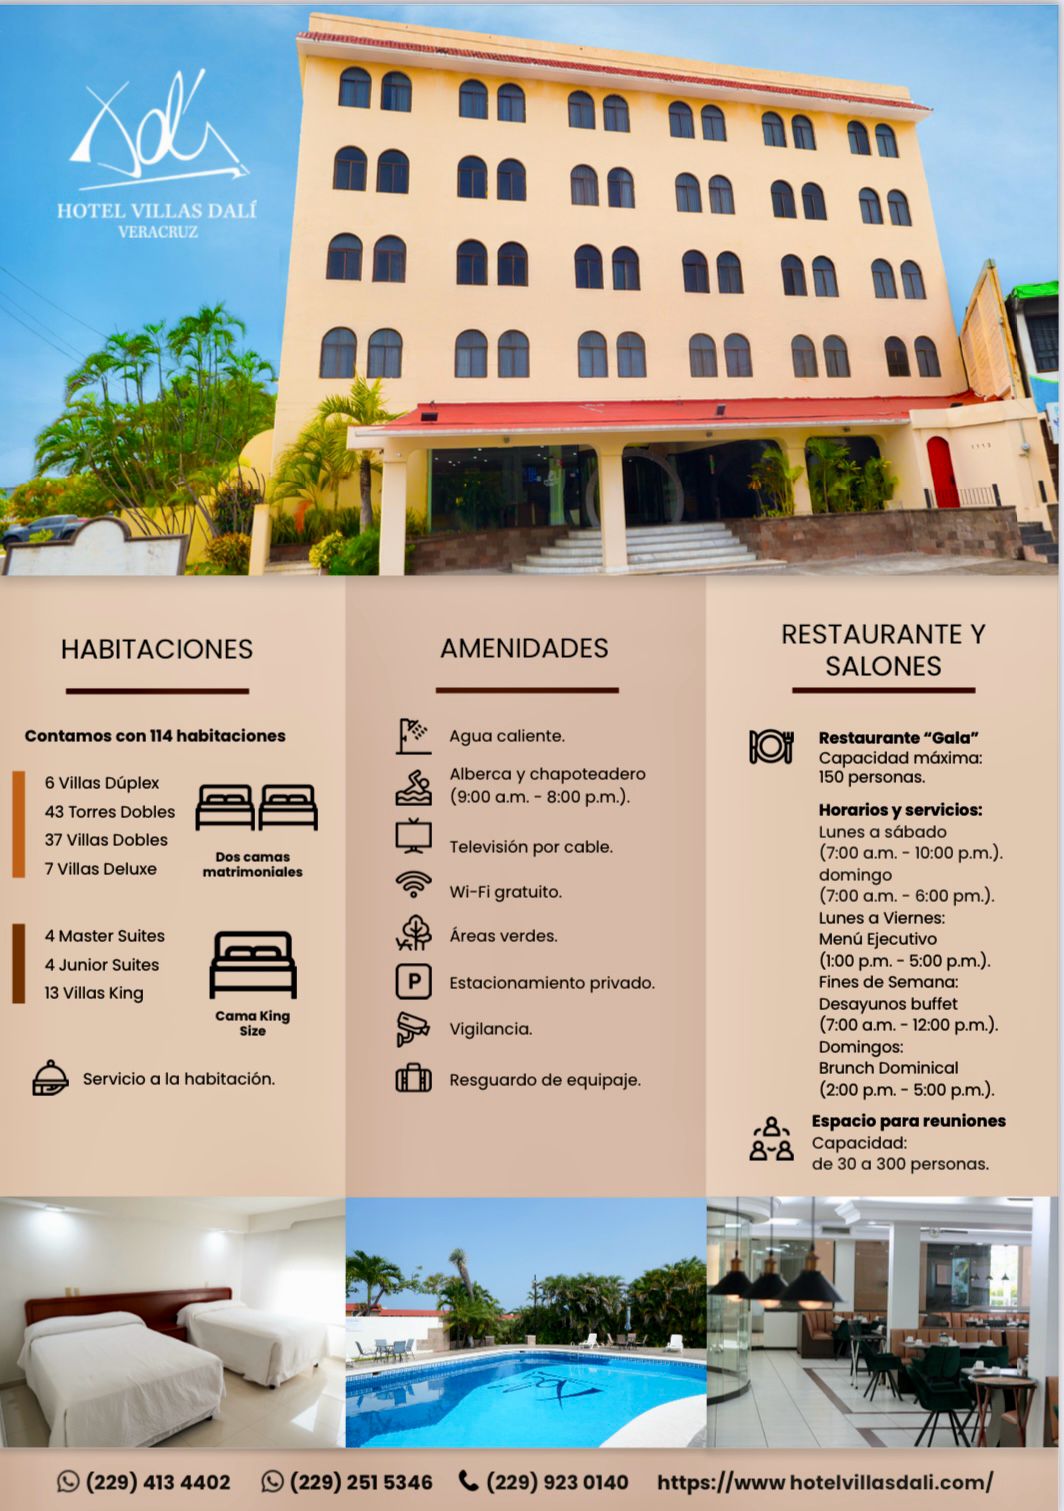 Dalí
HOTEL VILLAS DALÍ
VERACRUZ
1113
HABITACIONES
Contamos con 114 habitaciones
6 Villas Dúplex
43 Torres Dobles
37 Villas Dobles
7 Villas Deluxe
Dos camas
matrimoniales
4 Master Suites
4 Junior Suites
13 Villas King
Cama King
Size
Servicio a la habitación.
AMENIDADES
Agua caliente.
Alberca y chapoteadero
(9:00 a.m. - 8:00 p.m.).
Televisión por cable.
Wi-Fi gratuito.
Áreas verdes.
P
Estacionamiento privado.
Vigilancia.
Resguardo de equipaje.
RESTAURANTE Y
SALONES
Restaurante “Gala”
Capacidad máxima:
150 personas.
Horarios y servicios:
Lunes a sábado
(7:00 a.m. - 10:00 p.m.).
domingo
(7:00 a.m. - 6:00 pm.).
Lunes a Viernes:
Menú Ejecutivo
(1:00 p.m. - 5:00 p.m.).
Fines de Semana:
Desayunos buffet
(7:00 a.m. - 12:00 p.m.).
Domingos:
Brunch Dominical
(2:00 p.m. - 5:00 p.m.).
Espacio para reuniones
Capacidad:
de 30 a 300 personas.
(229) 413 4402 (229) 251 5346 (229) 923 0140 https://www hotelvillasdali.com/